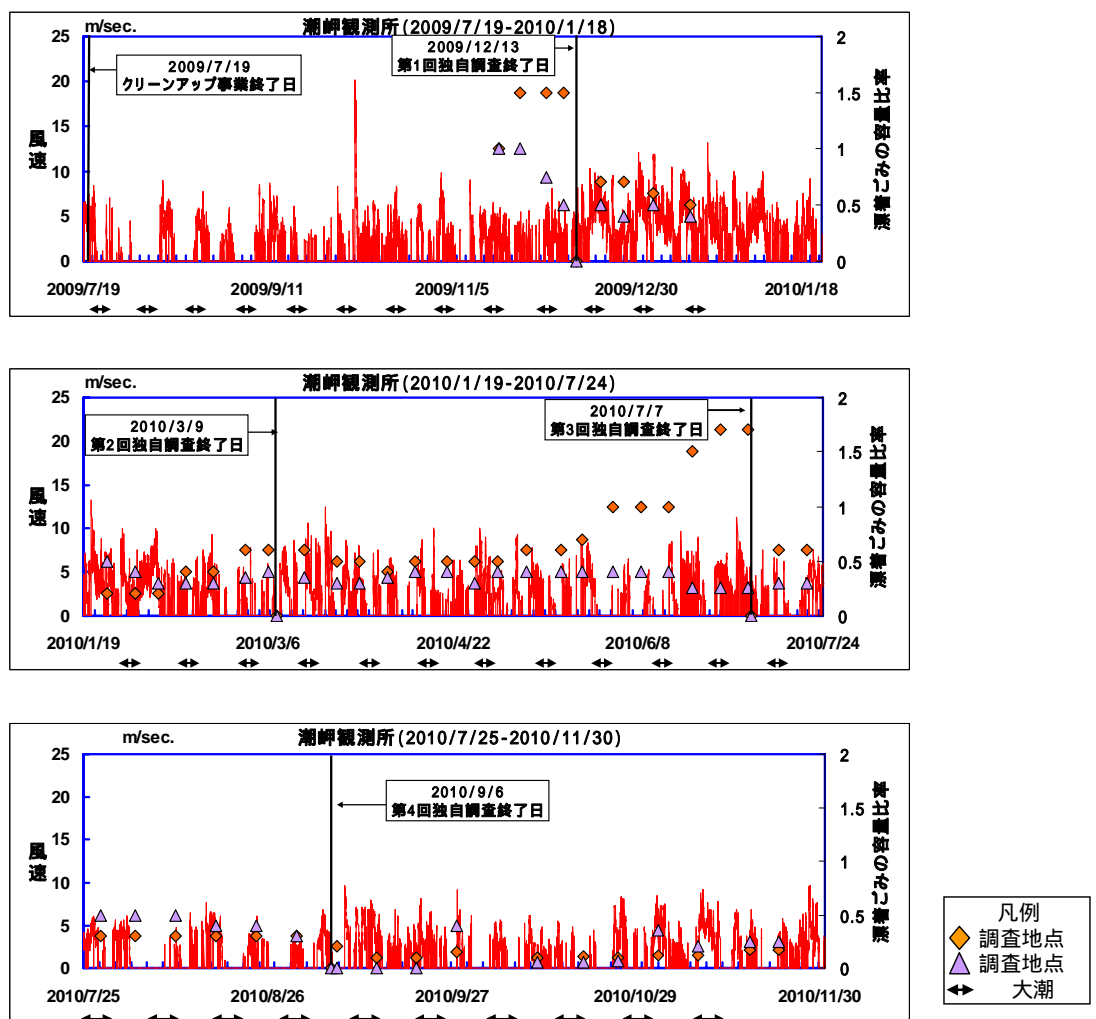 m/sec.
潮岬観測所(2009/7/19-2010/1/18)
25
20
15
10
5
0
風速
2
1.5
1
0.5
0
漂着ごみの容量比率
2009/7/19
クリーンアップ事業終了日
2009/12/13
第1回独自調査終了日
2009/7/19
2009/9/11
2009/11/5
2009/12/30
2010/1/18
m/sec.
潮岬観測所(2010/1/19-2010/7/24)
25
20
15
10
5
0
風速
2
1.5
1
0.5
0
漂着ごみの容量比率
2010/3/9
第2回独自調査終了日
2010/7/7
第3回独自調査終了日
2010/1/19
2010/3/6
2010/4/22
2010/6/8
2010/7/24
m/sec.
潮岬観測所(2010/7/25-2010/11/30)
25
20
15
10
5
0
風速
2
1.5
1
0.5
0
漂着ごみの容量比率
2010/9/6
第4回独自調査終了日
2010/7/25
2010/8/26
2010/9/27
2010/10/29
2010/11/30
凡例
調査地点
調査地点
大潮